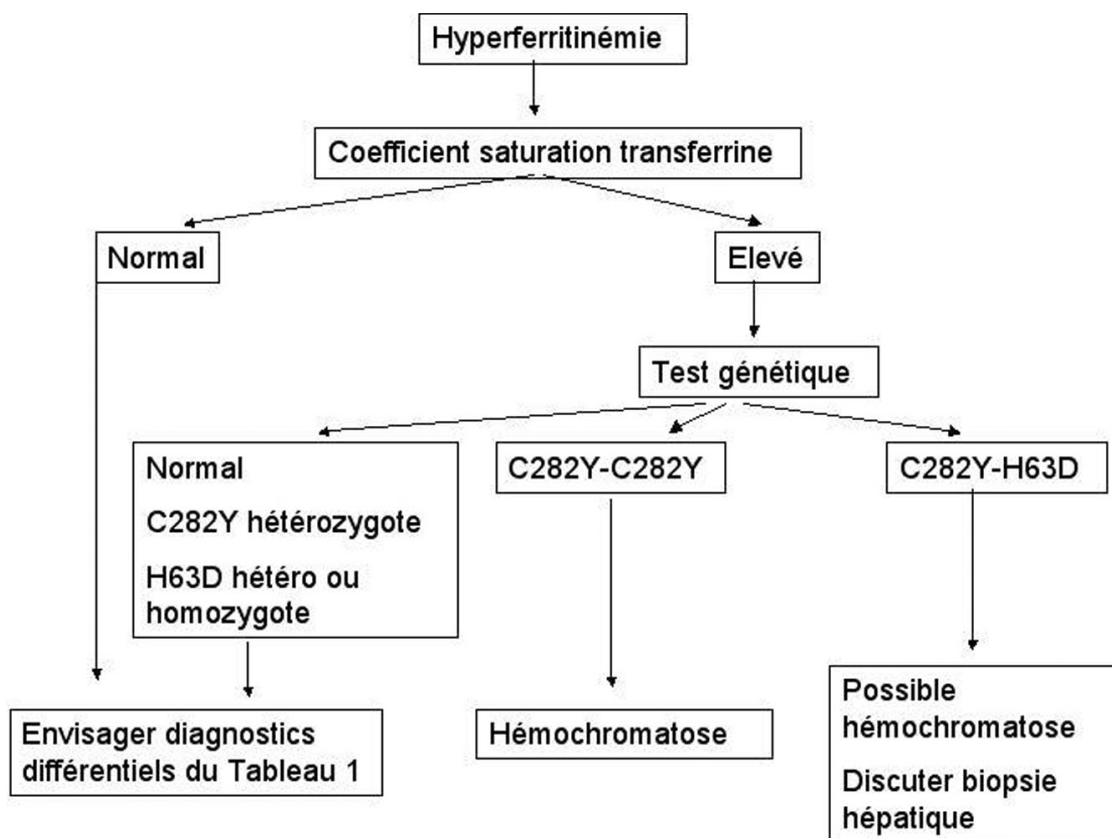 Hyperferritinémie
Coefficient saturation transferrine
Normal
Elevé
Test génétique
Normal
C282Y hétérozygote
H63D hétéro ou
homozygote
C282Y-C282Y
C282Y-H63D
Envisager diagnostics
différentiels du Tableau 1
Hémochromatose
Possible
hémochromatose
Discuter biopsie
hépatique